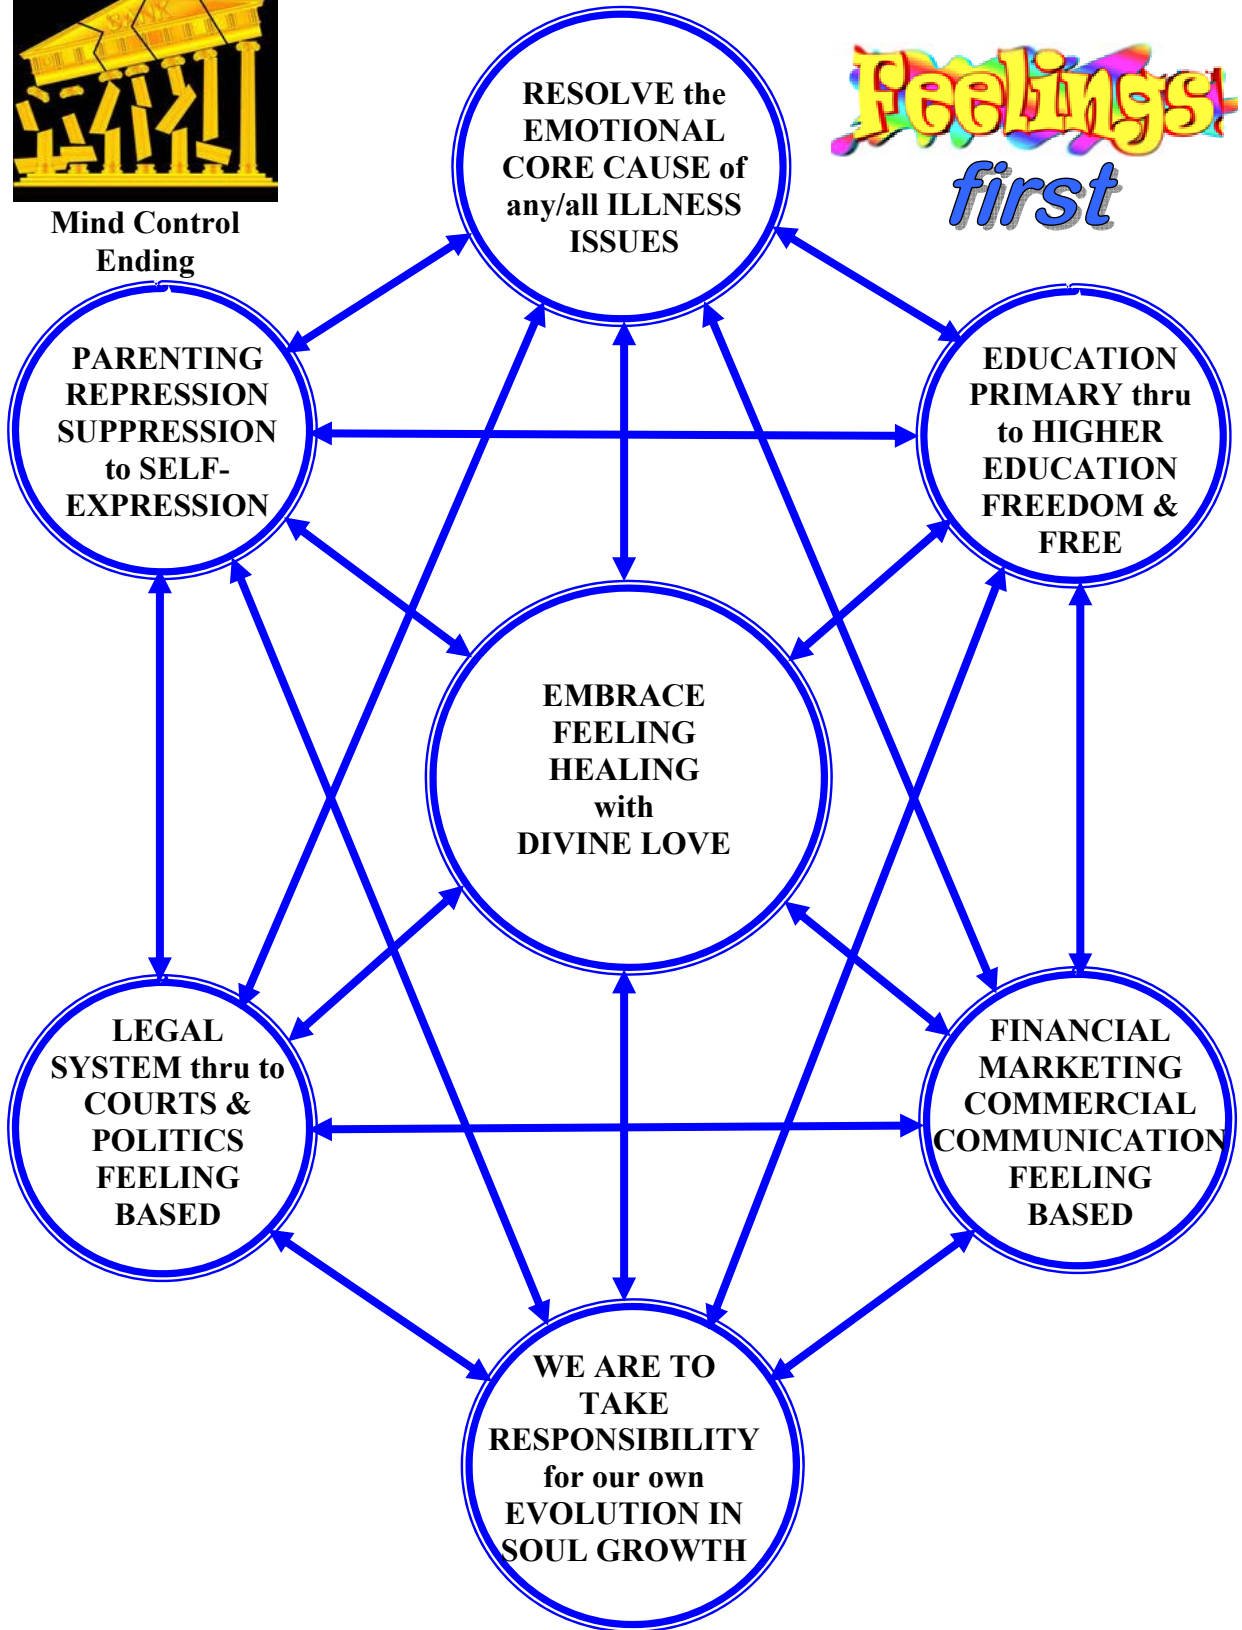 BANK
Mind Control
Ending
Feelings
first
RESOLVE the
EMOTIONAL
CORE CAUSE of
any/all ILLNESS
ISSUES
PARENTING
REPRESSION
SUPPRESSION
to SELF-
EXPRESSION
EDUCATION
PRIMARY thru
to HIGHER
EDUCATION
FREEDOM &
FREE
EMBRACE
FEELING
HEALING
with
DIVINE LOVE
LEGAL
SYSTEM thru to
COURTS &
POLITICS
FEELING
BASED
FINANCIAL
MARKETING
COMMERCIAL
COMMUNICATION
FEELING
BASED
WE ARE TO
TAKE
RESPONSIBILITY
for our own
EVOLUTION IN
SOUL GROWTH